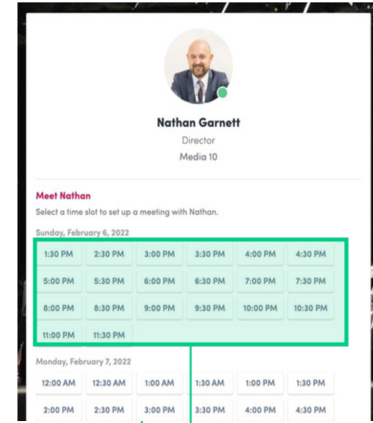 Nathan Garnett
Director
Media 10
Meet Nathan
Select a time slot to set up a meeting with Nathan.
Sunday, February 6, 2022
1:30 PM 2:30 PM 3:00 PM 3:30 PM 4:00 PM 4:30 PM
5:00 PM 5:30 PM 6:00 PM 6:30 PM 7:00 PM 7:30 PM
8:00 PM 8:30 PM 9:00 PM 9:30 PM 10:00 PM 10:30 PM
11:00 PM 11:30 PM
Monday, February 7, 2022
12:00 AM 12:30 AM 1:00 AM 1:30 AM 1:00 PM 1:30 PM
2:00 PM 2:30 PM 3:00 PM 3:30 PM 4:00 PM 4:30 PM